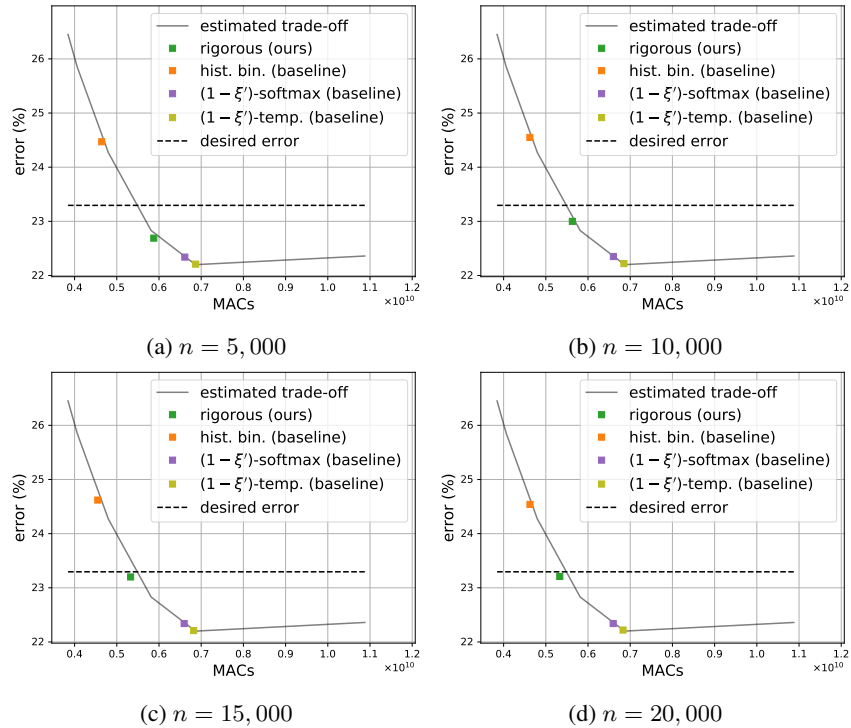 estimated trade-off
rigorous (ours)
hist. bin. (baseline)
(1−ξ′)-softmax (baseline)
(1−ξ′)-temp. (baseline)
desired error
error (%)
26
25
24
23
22
0.4 0.5 0.6 0.7 0.8 0.9 1.0 1.1 1.2
×10¹⁰
MACs
(a) n = 5,000
estimated trade-off
rigorous (ours)
hist. bin. (baseline)
(1−ξ′)-softmax (baseline)
(1−ξ′)-temp. (baseline)
desired error
error (%)
26
25
24
23
22
0.4 0.5 0.6 0.7 0.8 0.9 1.0 1.1 1.2
×10¹⁰
MACs
(b) n = 10,000
estimated trade-off
rigorous (ours)
hist. bin. (baseline)
(1−ξ′)-softmax (baseline)
(1−ξ′)-temp. (baseline)
desired error
error (%)
26
25
24
23
22
0.4 0.5 0.6 0.7 0.8 0.9 1.0 1.1 1.2
×10¹⁰
MACs
(c) n = 15,000
estimated trade-off
rigorous (ours)
hist. bin. (baseline)
(1−ξ′)-softmax (baseline)
(1−ξ′)-temp. (baseline)
desired error
error (%)
26
25
24
23
22
0.4 0.5 0.6 0.7 0.8 0.9 1.0 1.1 1.2
×10¹⁰
MACs
(d) n = 20,000